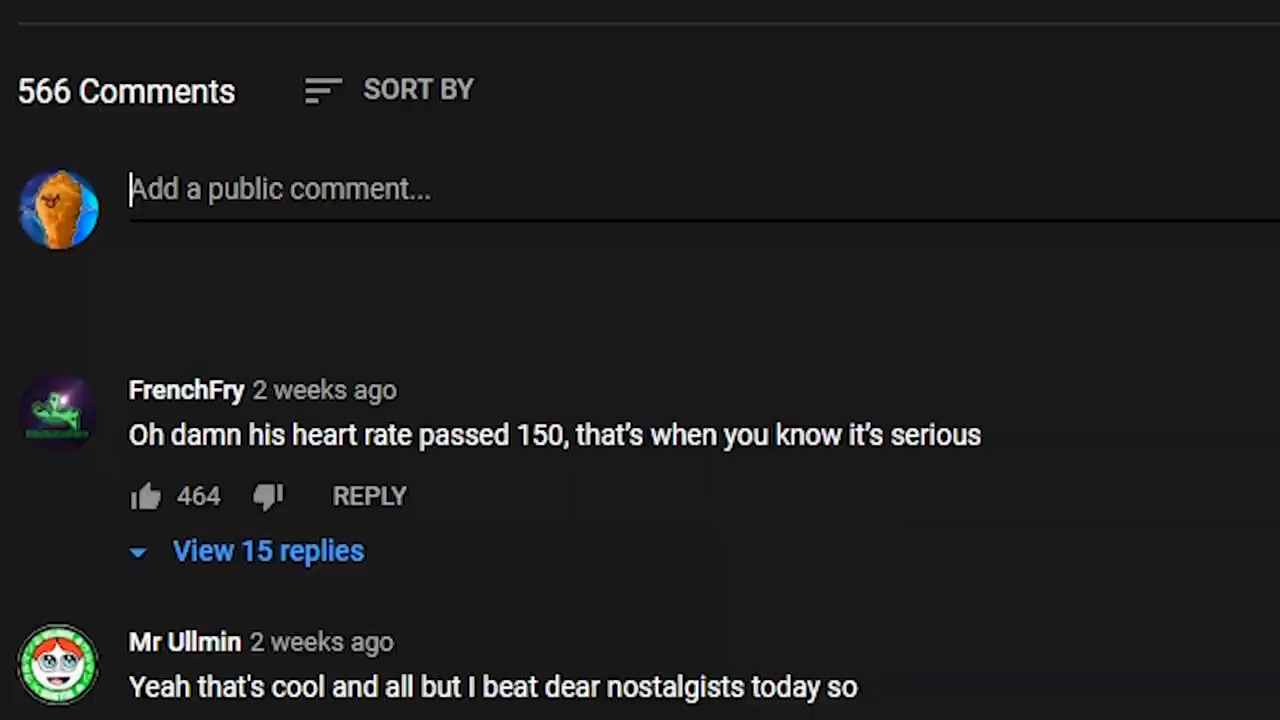 566 Comments
SORT BY
Add a public comment...
FrenchFry 2 weeks ago
Oh damn his heart rate passed 150, that's when you know it's serious
464
REPLY
View 15 replies
Mr Ullmin 2 weeks ago
Yeah that's cool and all but I beat dear nostalgists today so